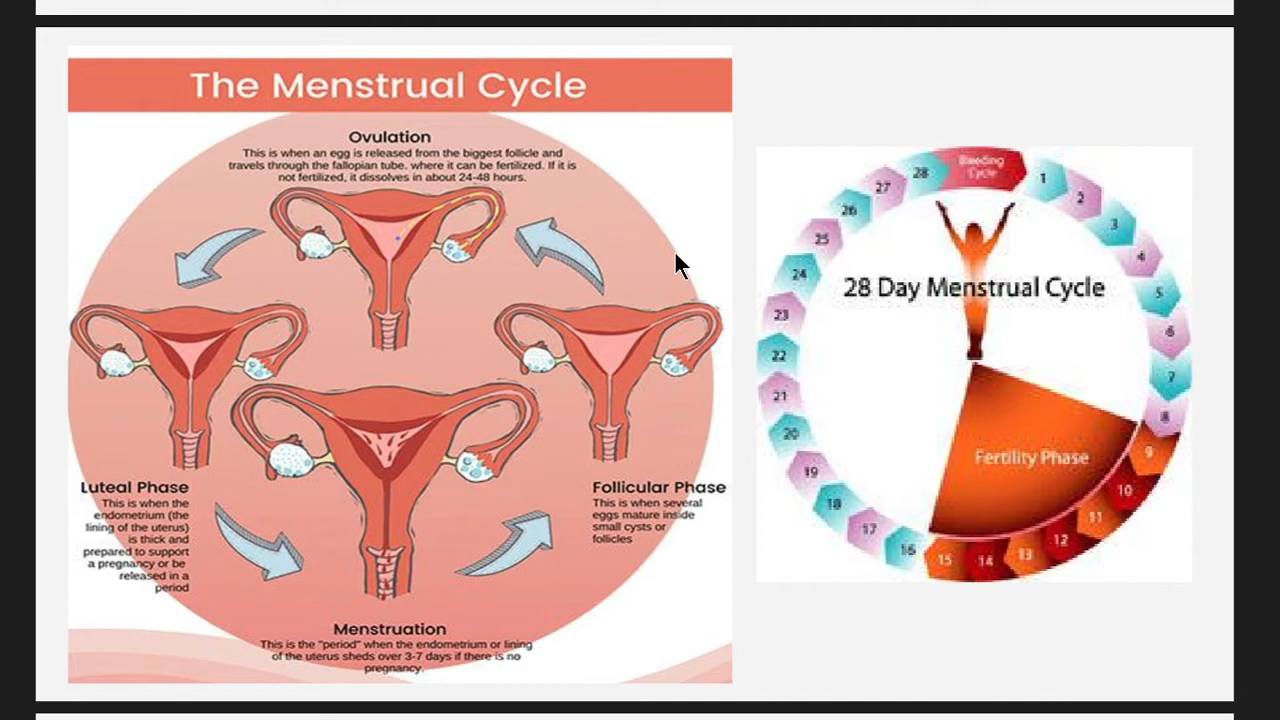 The Menstrual Cycle
Ovulation
This is when an egg is released from the biggest follicle and
travels through the fallopian tube. where it can be fertilized. If it is
not fertilized, it dissolves in about 24-48 hours.
Luteal Phase
This is when the
endometrium (the
lining of the uterus)
is thick and
prepared to support
a pregnancy or be
released in a
period
Follicular Phase
This is when several
eggs mature inside
small cysts or
follicles
Menstruation
This is the "period" when the endometrium or lining
of the uterus sheds over 3-7 days if there is no
pregnancy.
Bleeding
Cycle
1
2
3
4
5
6
7
8
9
10
11
12
13
14
15
16
17
18
19
20
21
22
23
24
25
26
27
28
28 Day Menstrual Cycle
Fertility Phase